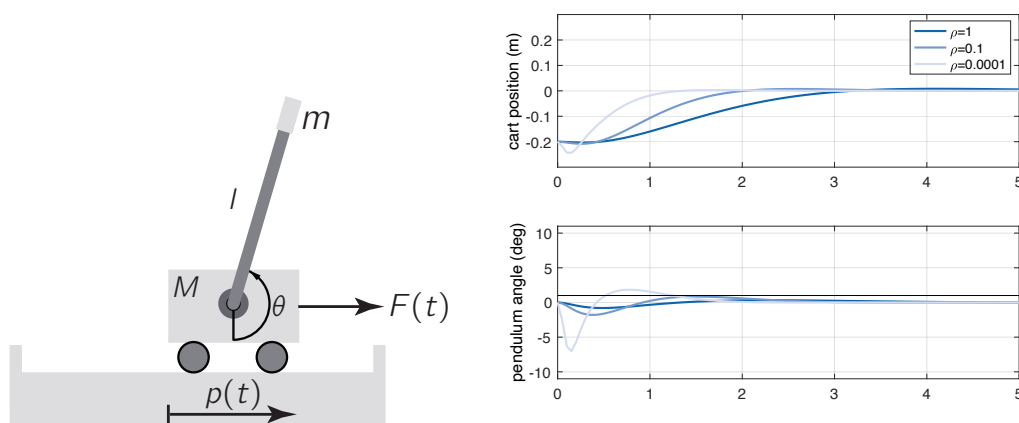 m
l
M
θ
F(t)
p(t)
cart position (m)
0.2
0.1
0
-0.1
-0.2
ρ=1
ρ=0.1
ρ=0.0001
0 1 2 3 4 5
pendulum angle (deg)
10
5
0
-5
-10
0 1 2 3 4 5